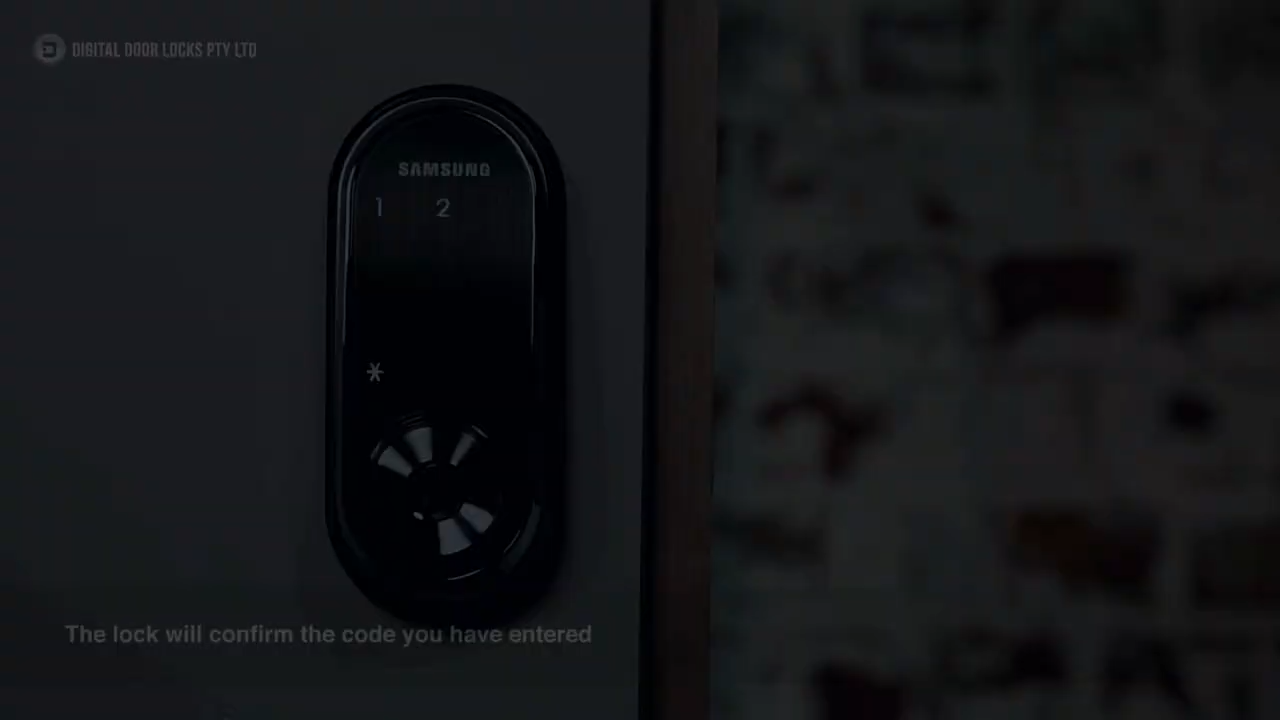 DIGITAL DOOR LOCKS PTY LTD
SAMSUNG
1 2
*
The lock will confirm the code you have entered